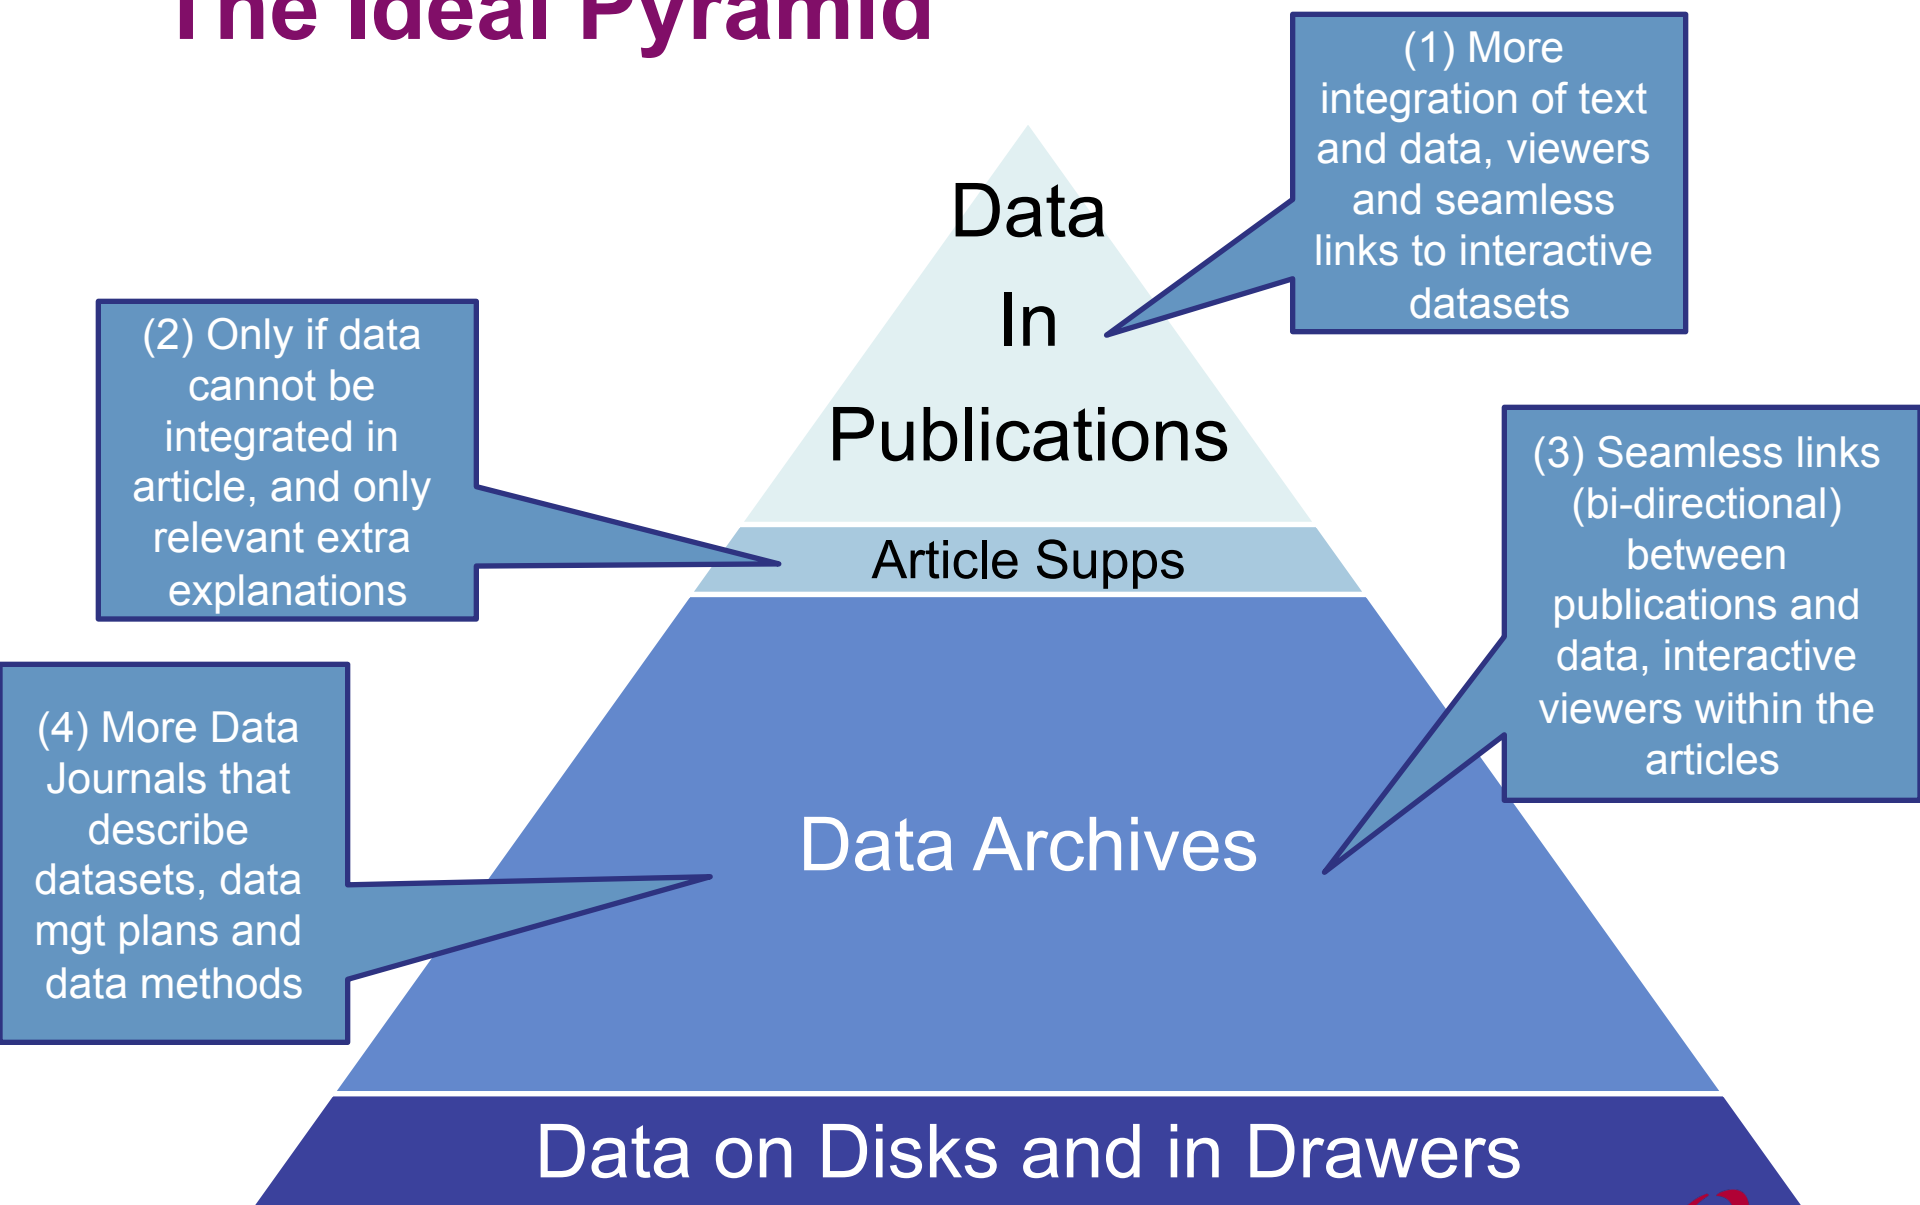 The Ideal Pyramid
(1) More
integration of text
and data, viewers
and seamless
links to interactive
datasets
Data
In
Publications
(2) Only if data
cannot be
integrated in
article, and only
relevant extra
explanations
Article Supps
(3) Seamless links
(bi-directional)
between
publications and
data, interactive
viewers within the
articles
(4) More Data
Journals that
describe
datasets, data
mgt plans and
data methods
Data Archives
Data on Disks and in Drawers